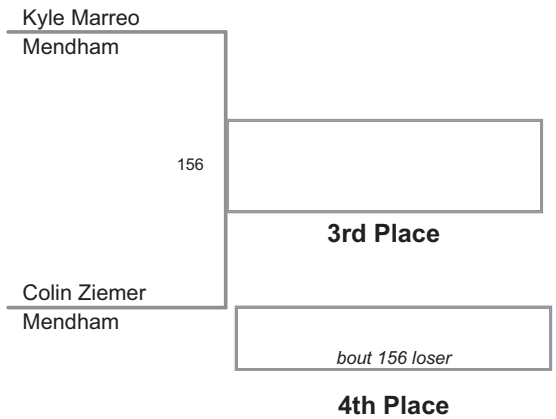 Kyle Marreo
Mendham
156
3rd Place
Colin Ziemer
Mendham
bout 156 loser
4th Place